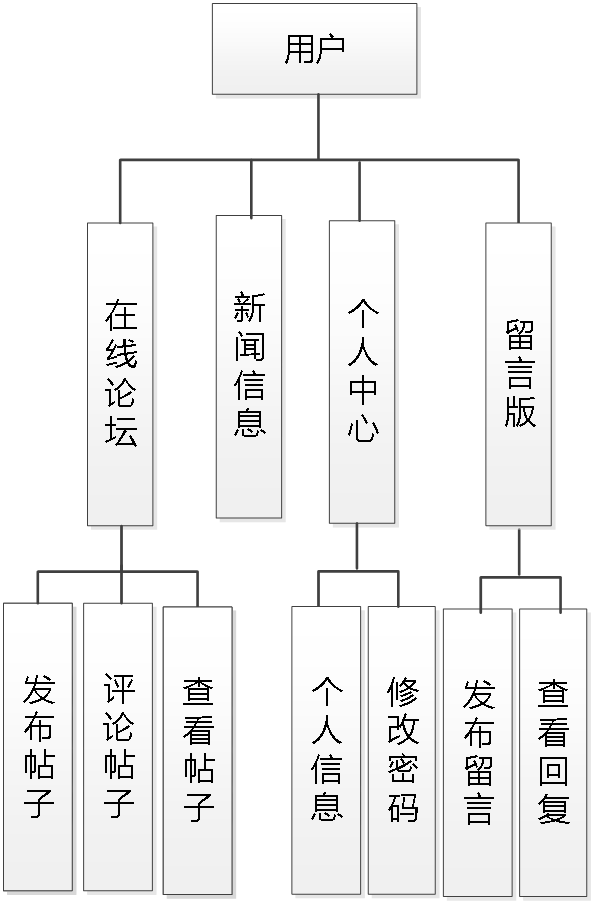 用户
在线论坛
新闻信息
个人中心
留言版
发布帖子
评论帖子
查看帖子
个人信息
修改密码
发布留言
查看回复